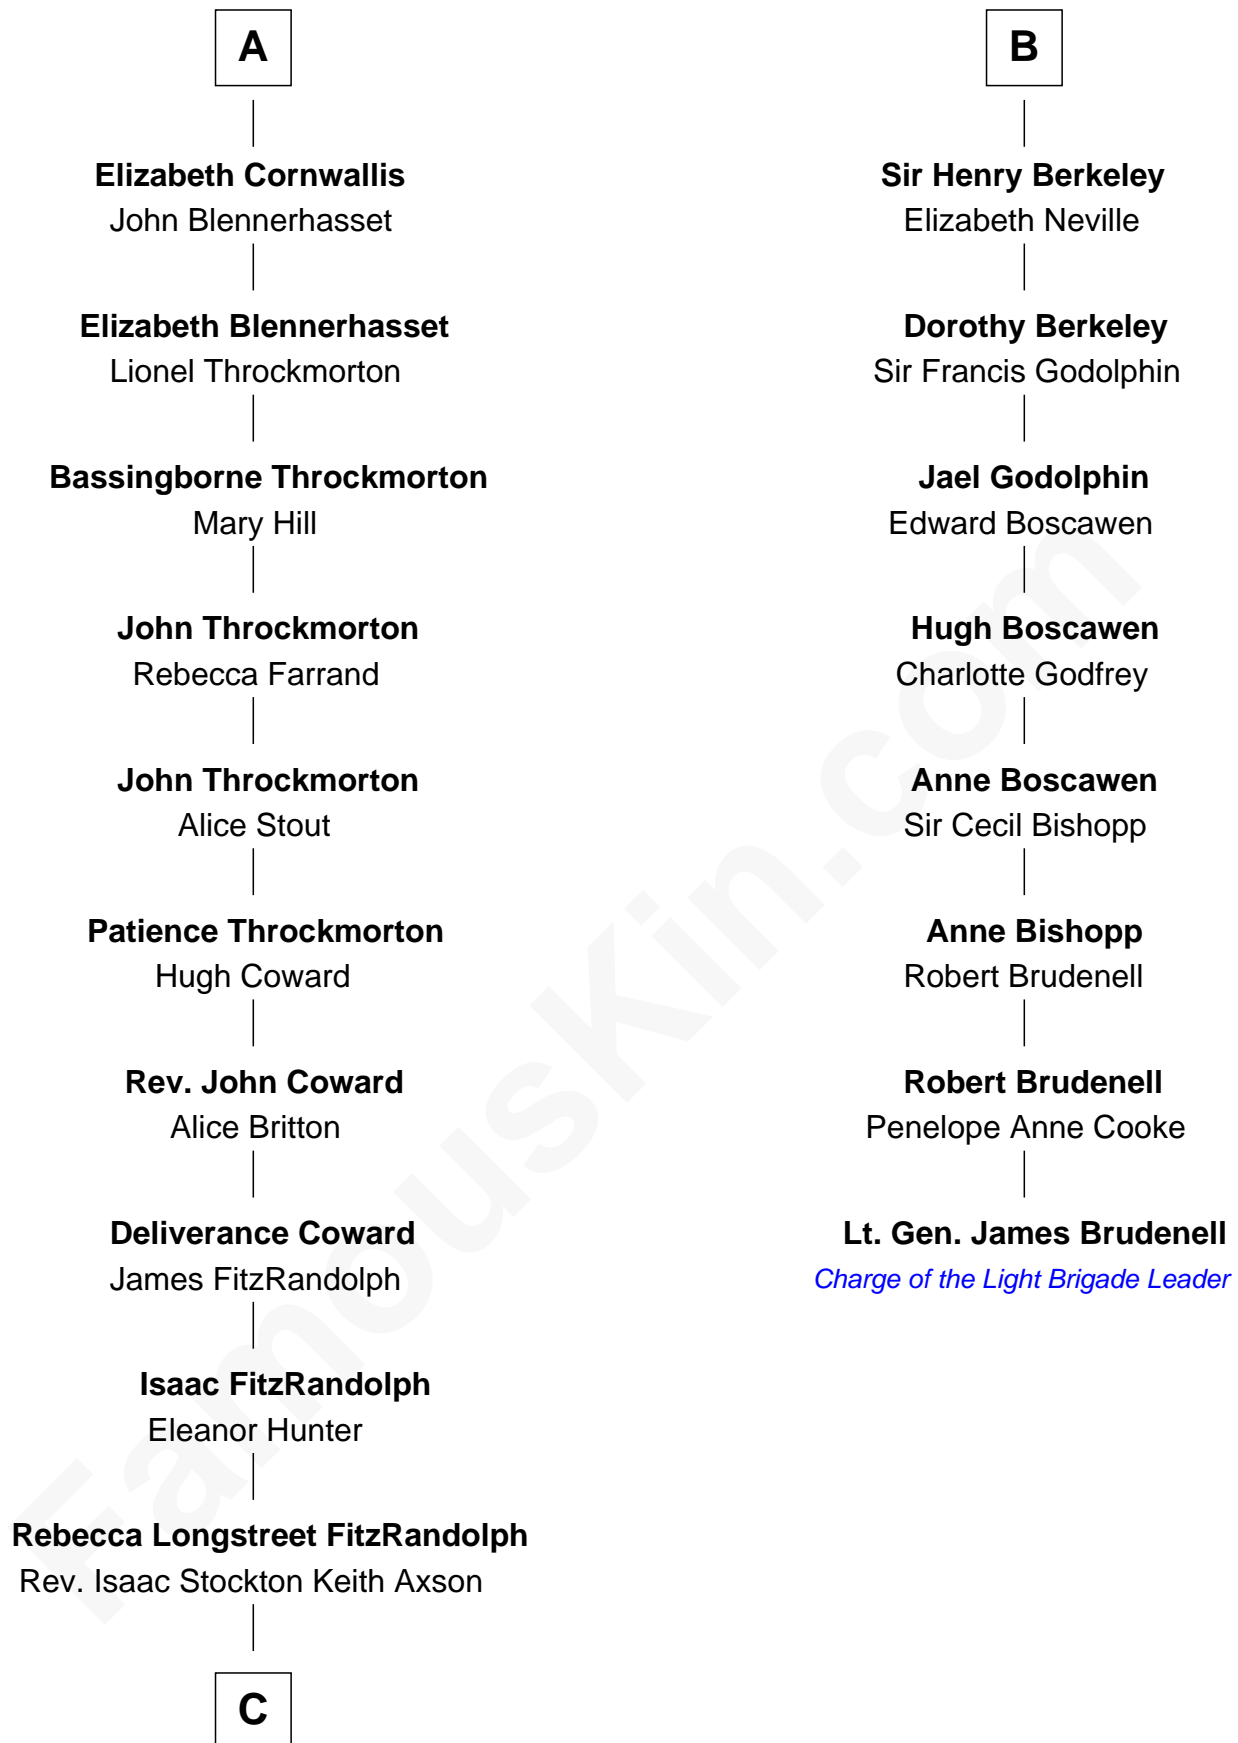 A
Elizabeth Cornwallis
John Blennerhasset
Elizabeth Blennerhasset
Lionel Throckmorton
Bassingborne Throckmorton
Mary Hill
John Throckmorton
Rebecca Farrand
John Throckmorton
Alice Stout
Patience Throckmorton
Hugh Coward
Rev. John Coward
Alice Britton
Deliverance Coward
James FitzRandolph
Isaac FitzRandolph
Eleanor Hunter
Rebecca Longstreet FitzRandolph
Rev. Isaac Stockton Keith Axson
C
B
Sir Henry Berkeley
Elizabeth Neville
Dorothy Berkeley
Sir Francis Godolphin
Jael Godolphin
Edward Boscawen
Hugh Boscawen
Charlotte Godfrey
Anne Boscawen
Sir Cecil Bishopp
Anne Bishopp
Robert Brudenell
Robert Brudenell
Penelope Anne Cooke
Lt. Gen. James Brudenell
Charge of the Light Brigade Leader
FamousKin.com